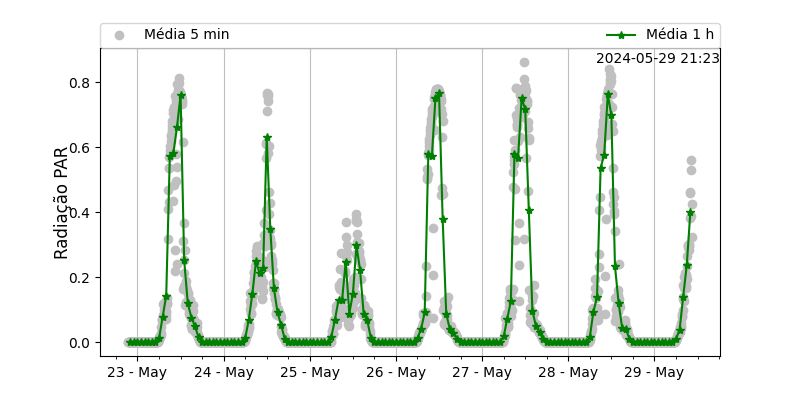 Média 5 min
Média 1 h
2024-05-29 21:23
Radiação PAR
0.8
0.6
0.4
0.2
0.0
23 - May
24 - May
25 - May
26 - May
27 - May
28 - May
29 - May